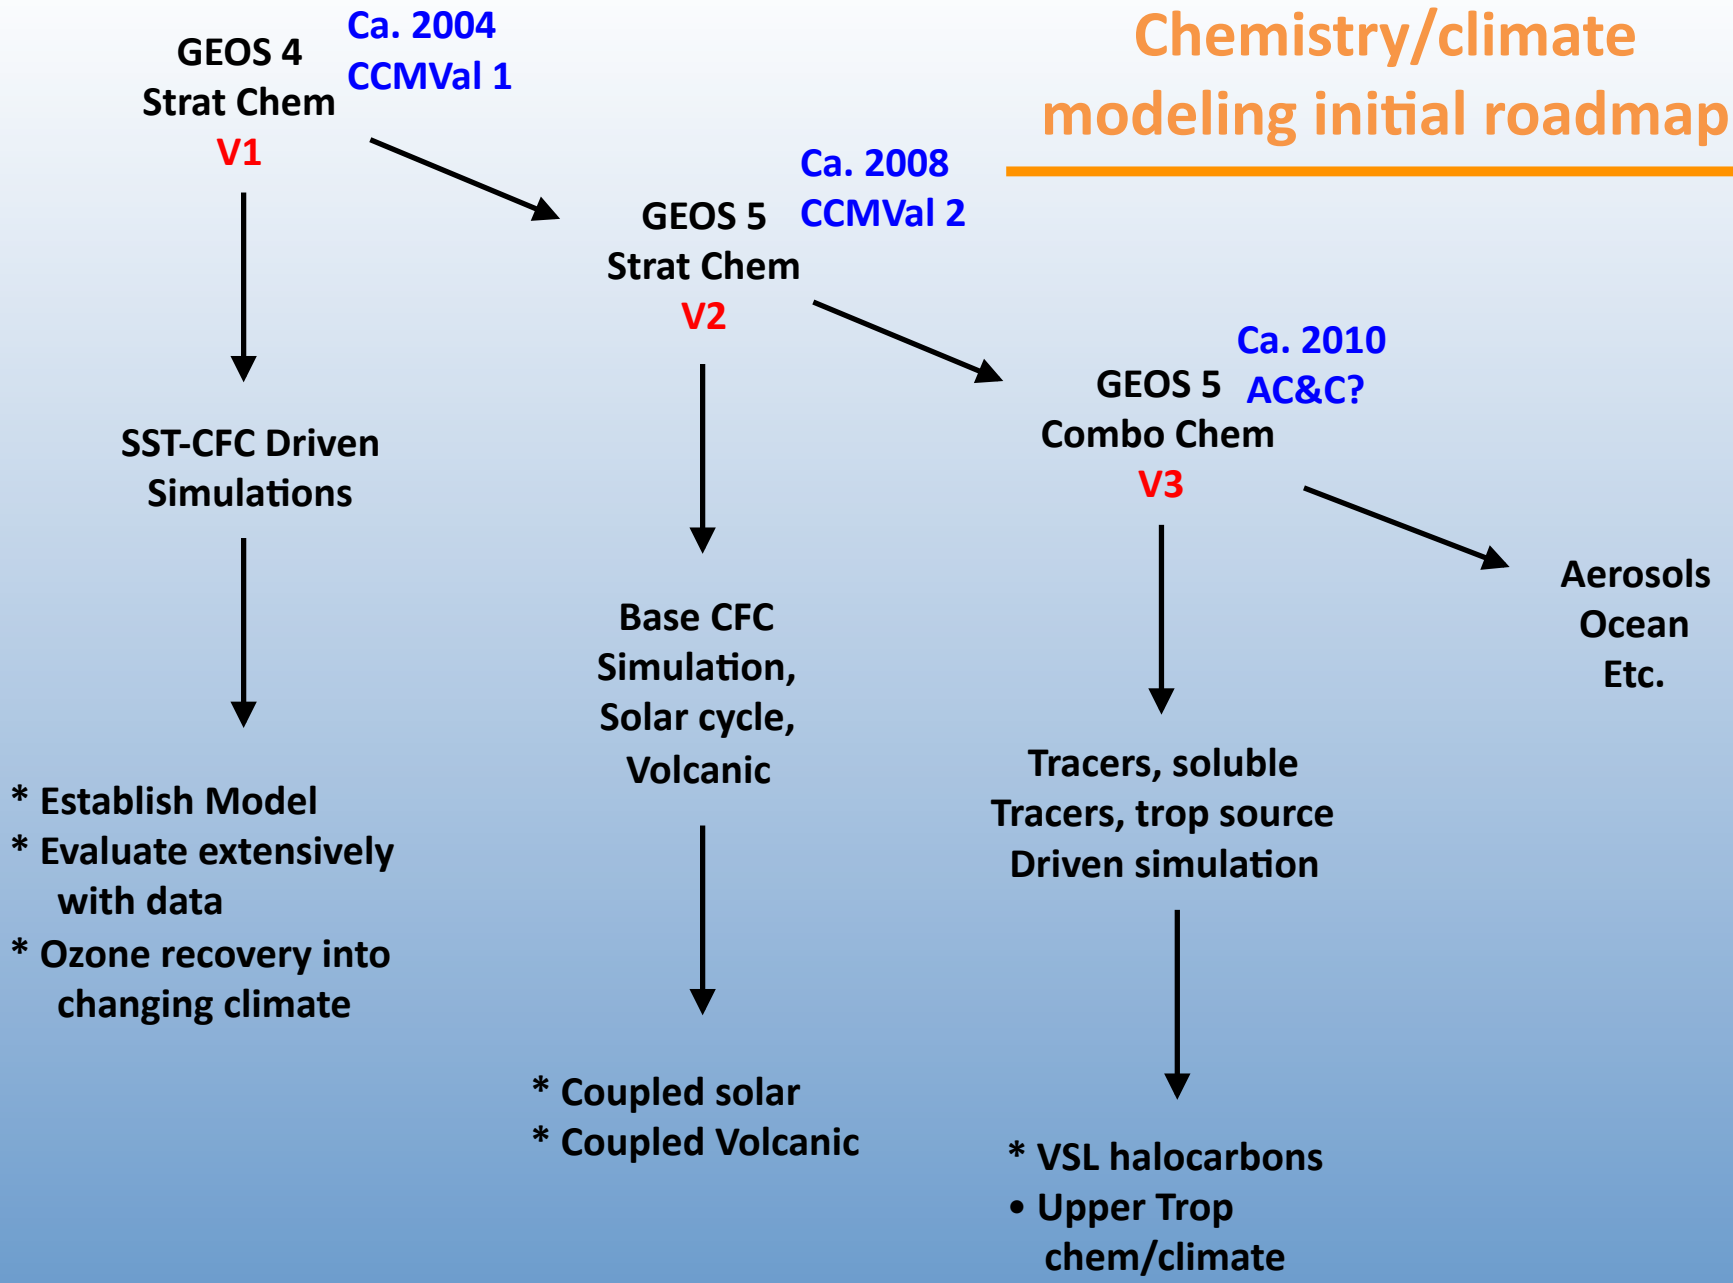 Chemistry/climate
modeling initial roadmap
GEOS 4
Strat Chem
V1
Ca. 2004
CCMVal 1
GEOS 5
Strat Chem
V2
Ca. 2008
CCMVal 2
GEOS 5
Combo Chem
V3
Ca. 2010
AC&C?
SST-CFC Driven
Simulations
* Establish Model
* Evaluate extensively
with data
* Ozone recovery into
changing climate
Base CFC
Simulation,
Solar cycle,
Volcanic
* Coupled solar
* Coupled Volcanic
Tracers, soluble
Tracers, trop source
Driven simulation
* VSL halocarbons
• Upper Trop
chem/climate
Aerosols
Ocean
Etc.